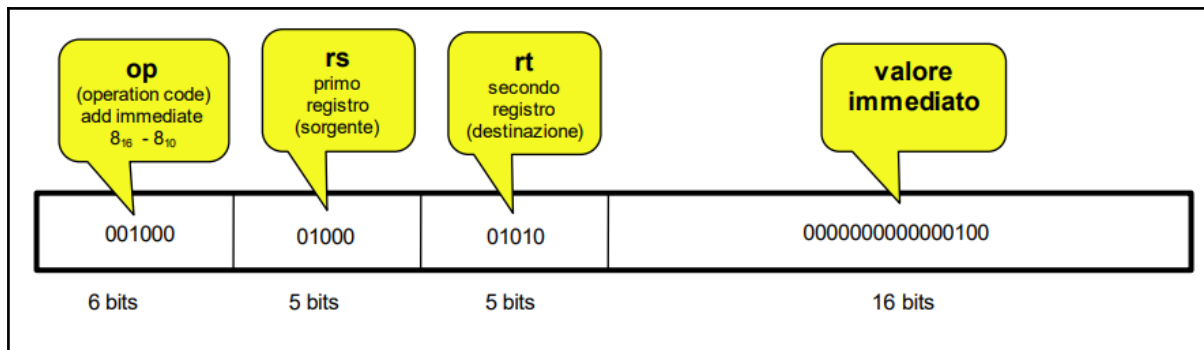 op
(operation code)
add immediate
8₁₆ - 8₁₀
rs
primo
registro
(sorgente)
rt
secondo
registro
(destinazione)
valore
immediato
001000
01000
01010
0000000000000100
6 bits
5 bits
5 bits
16 bits